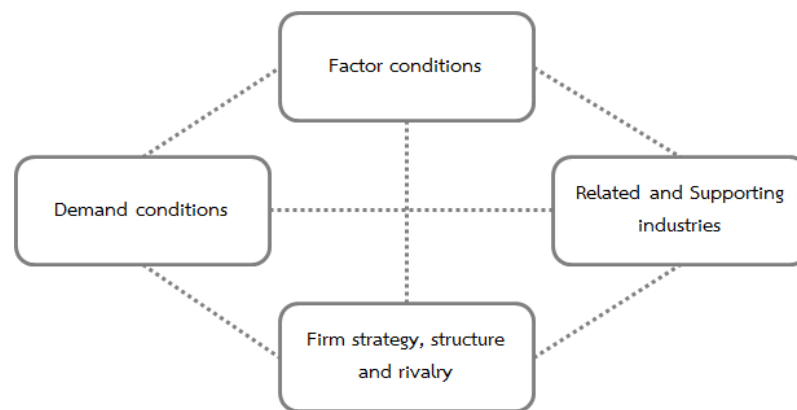 Factor conditions
Demand conditions
Related and Supporting
industries
Firm strategy, structure
and rivalry